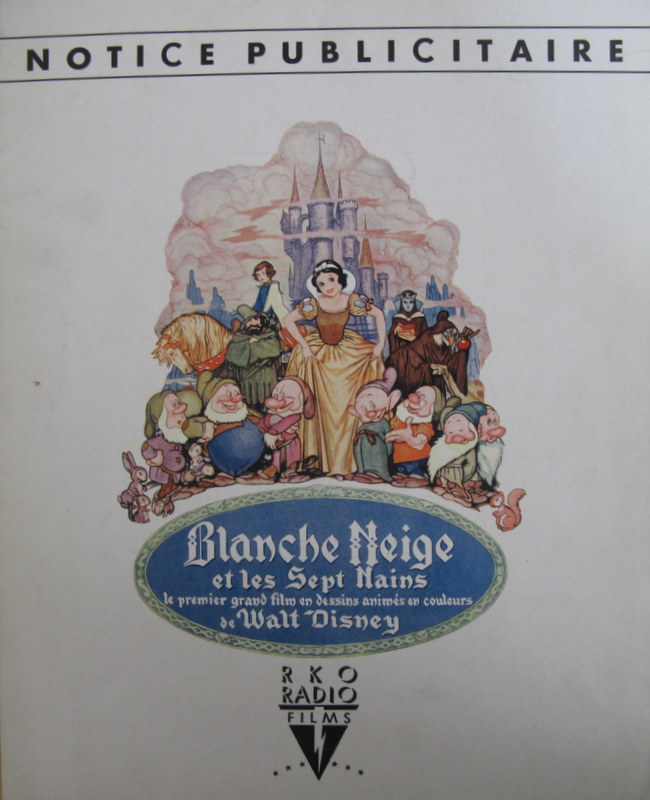 NOTICE PUBLICITAIRE
Blanche Neige
et les Sept Nains
le premier grand film en dessins animés en couleurs
de Walt Disney
RKO
RADIO
FILMS